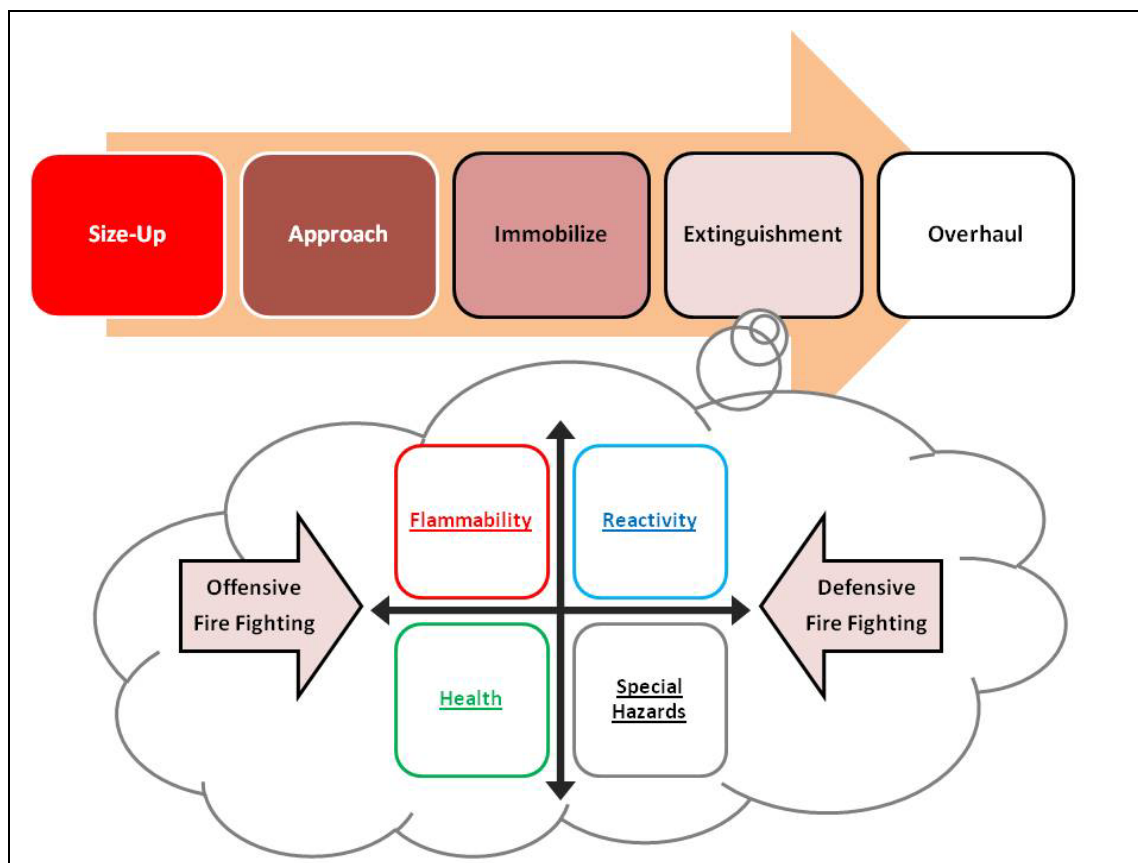 Size-Up
Approach
Immobilize
Extinguishment
Overhaul
Flammability
Reactivity
Offensive
Fire Fighting
Defensive
Fire Fighting
Health
Special
Hazards